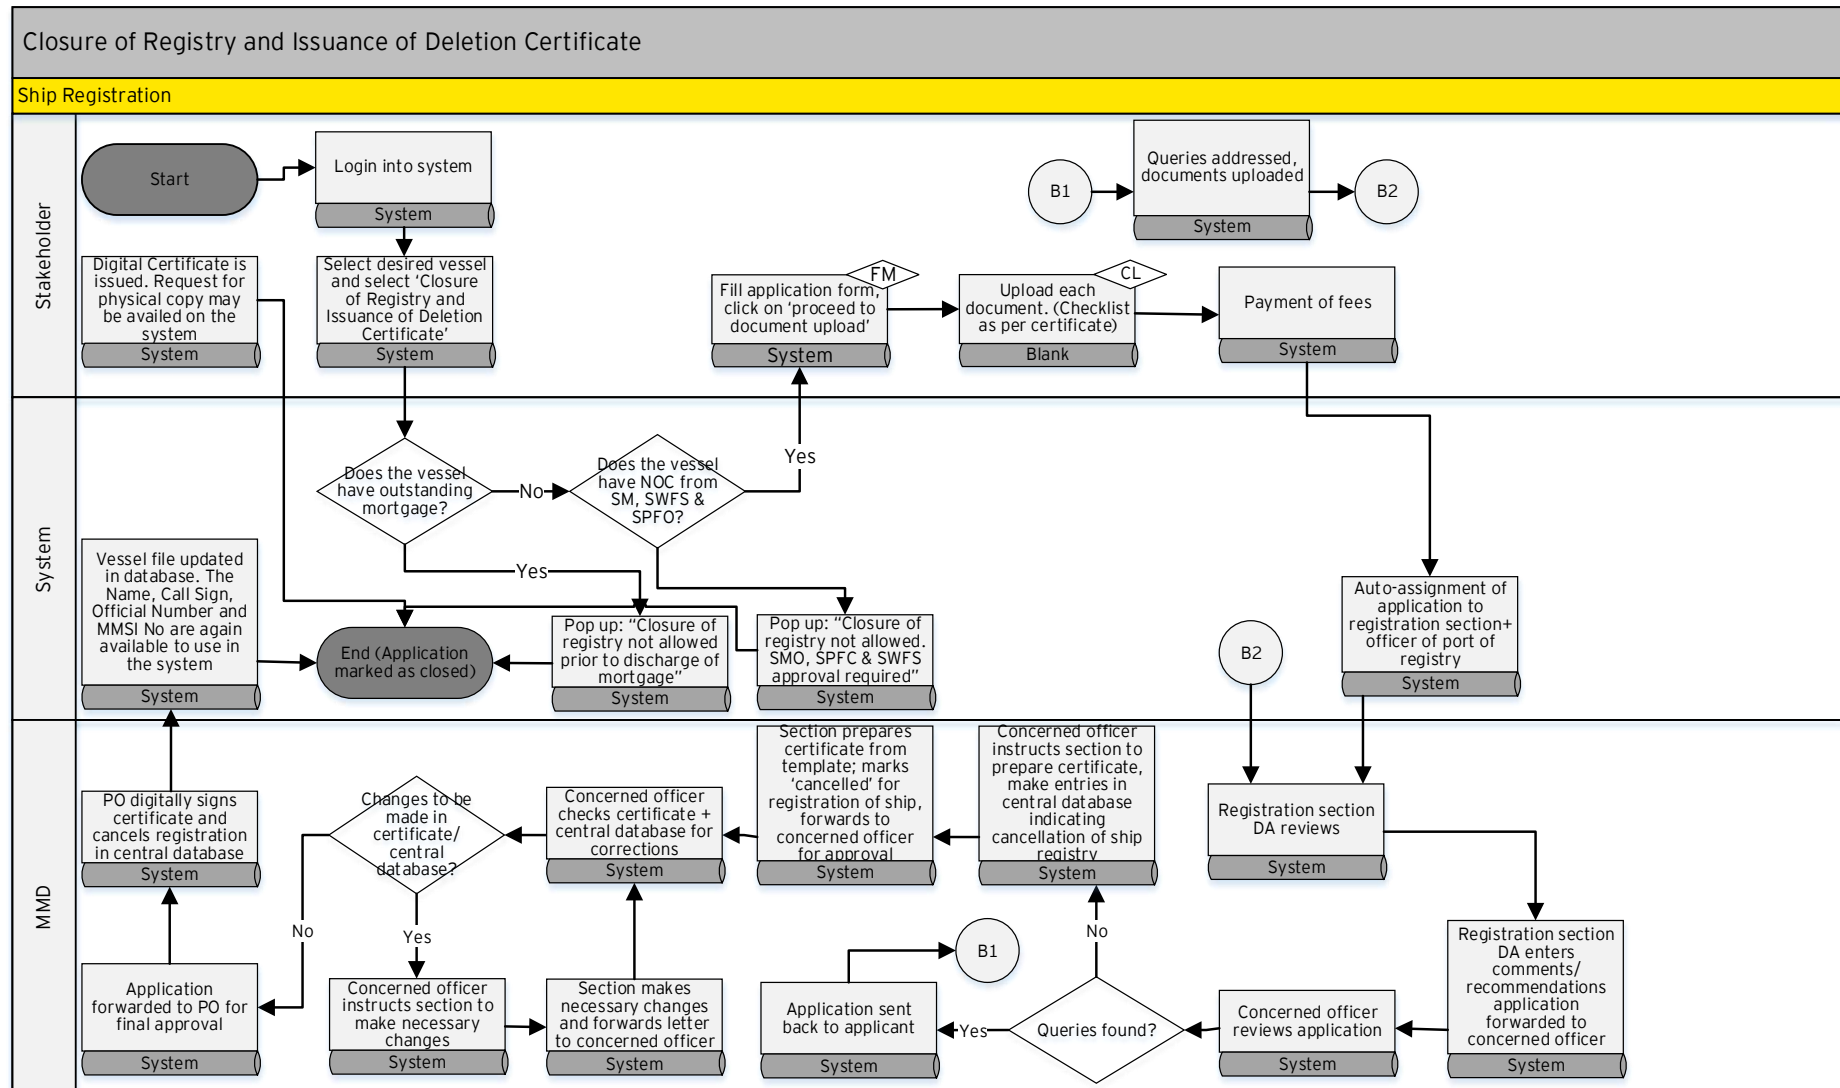 Closure of Registry and Issuance of Deletion Certificate
Ship Registration
Stakeholder
Start
Login into system
System
Queries addressed,
documents uploaded
System
B1
B2
Digital Certificate is
issued. Request for
physical copy may
be availed on the
system
System
Select desired vessel
and select ‘Closure
of Registry and
Issuance of Deletion
Certificate’
System
FM
Fill application form,
click on ‘proceed to
document upload’
System
CL
Upload each
document. (Checklist
as per certificate)
Blank
Payment of fees
System
System
Does the vessel
have outstanding
mortgage?
No
Does the vessel
have NOC from
SM, SWFS &
SPFO?
Yes
Yes
Vessel file updated
in database. The
Name, Call Sign,
Official Number and
MMSI No are again
available to use in
the system
System
End (Application
marked as closed)
Pop up: “Closure of
registry not allowed
prior to discharge of
mortgage”
System
Pop up: “Closure of
registry not allowed.
SMO, SPFC & SWFS
approval required”
System
B2
Auto-assignment of
application to
registration section+
officer of port of
registry
System
MMD
PO digitally signs
certificate and
cancels registration
in central database
System
Changes to be
made in
certificate/
central
database?
Concerned officer
checks certificate +
central database for
corrections
System
Section prepares
certificate from
template; marks
‘cancelled’ for
registration of ship,
forwards to
concerned officer
for approval
System
Concerned officer
instructs section to
prepare certificate,
make entries in
central database
indicating
cancellation of ship
registry
System
Registration section
DA reviews
System
No
Yes
No
B1
Application
forwarded to PO for
final approval
System
Concerned officer
instructs section to
make necessary
changes
System
Section makes
necessary changes
and forwards letter
to concerned officer
System
Application sent
back to applicant
System
Yes
Queries found?
Concerned officer
reviews application
System
Registration section
DA enters
comments/
recommendations
application
forwarded to
concerned officer
System